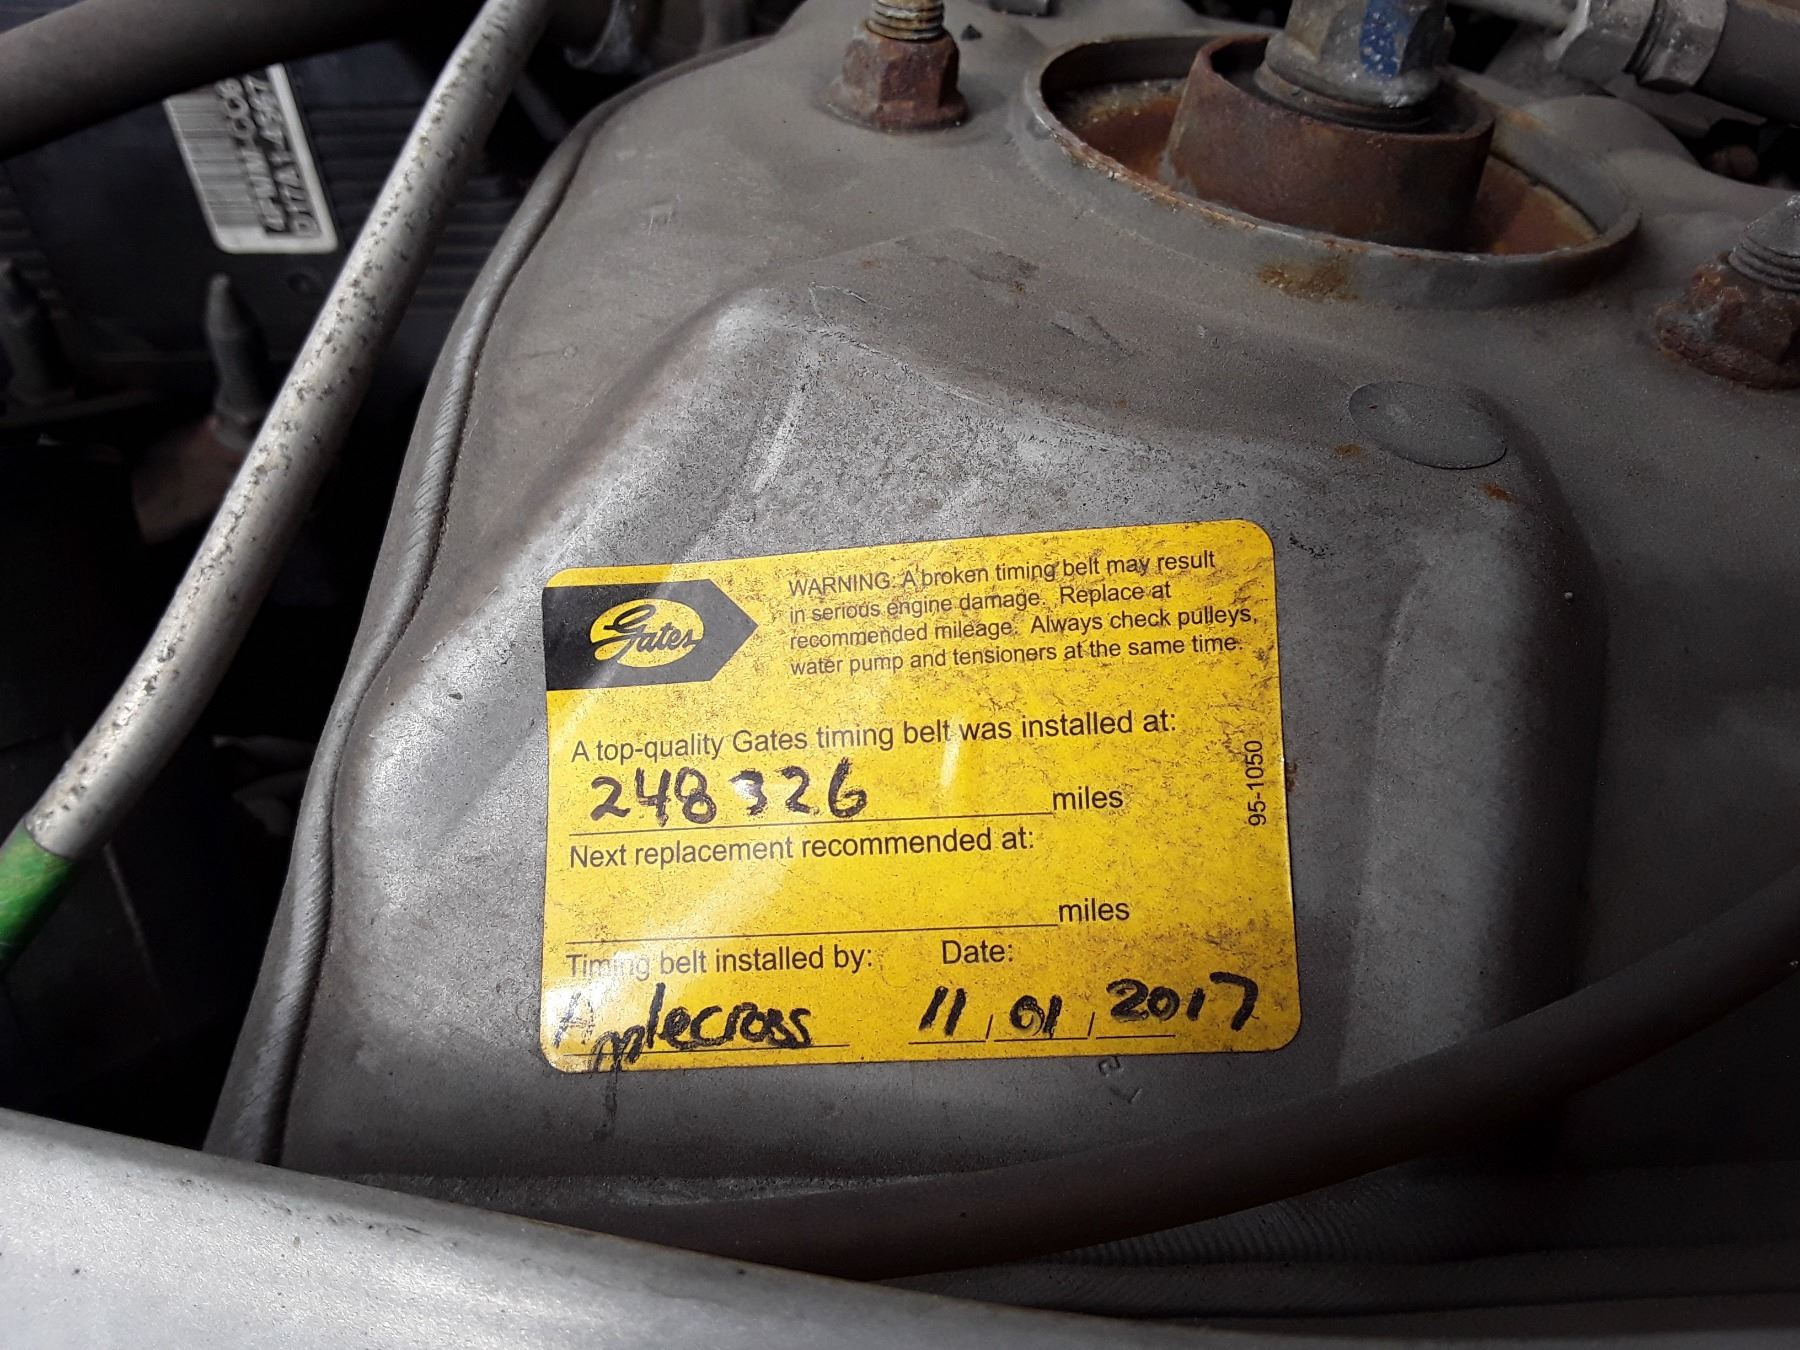 Gates
WARNING: A broken timing belt may result
in serious engine damage. Replace at
recommended mileage. Always check pulleys,
water pump and tensioners at the same time.
A top-quality Gates timing belt was installed at:
248326 miles
Next replacement recommended at:
miles
Timing belt installed by: Date:
Applecross 11, 01, 2017
95-1050